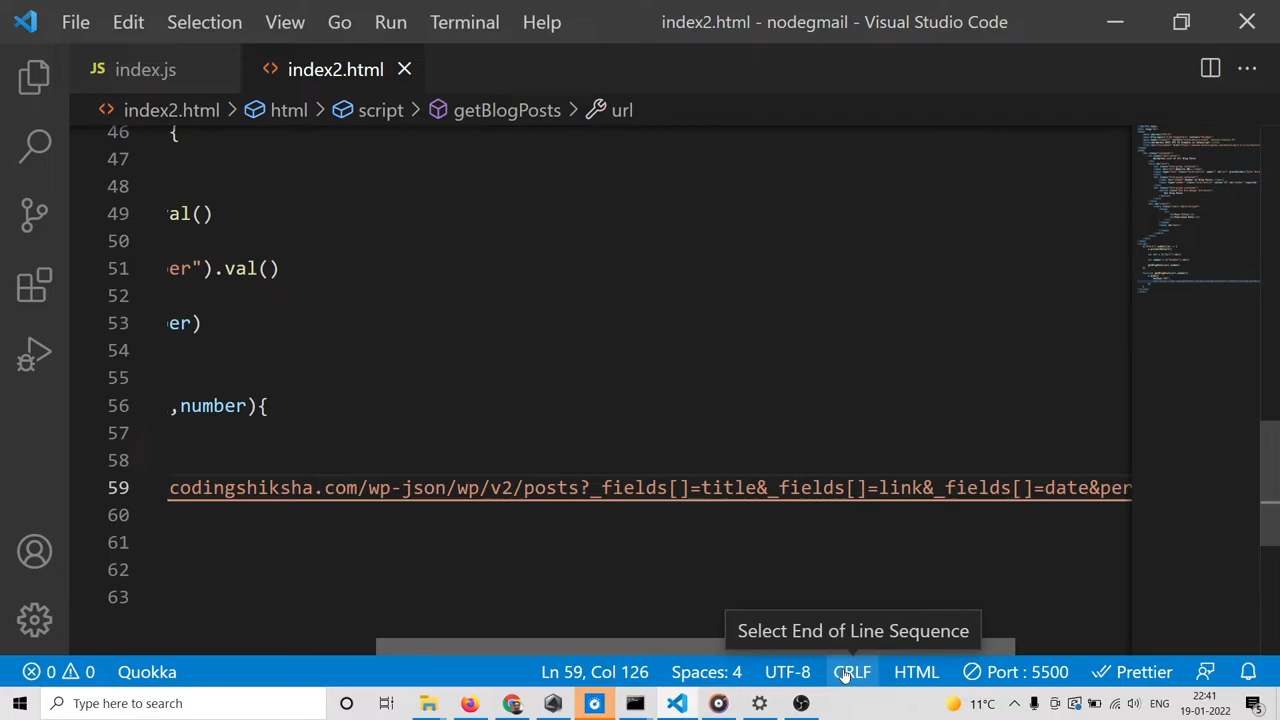 File Edit Selection View Go Run Terminal Help index2.html - nodegmail - Visual Studio Code
JS index.js <> index2.html
<> index2.html > html > script > getBlogPosts > url
46 {
47
48
49 val()
50
51 er").val()
52
53 er)
54
55
56 ,number){
57
58
59 codingshiksha.com/wp-json/wp/v2/posts?_fields[]=title&_fields[]=link&_fields[]=date&per
60
61
62
63
Select End of Line Sequence
0 0 Quokka Ln 59, Col 126 Spaces: 4 UTF-8 CRLF HTML Port : 5500 Prettier
Type here to search 11°C ENG 22:41
19-01-2022 5